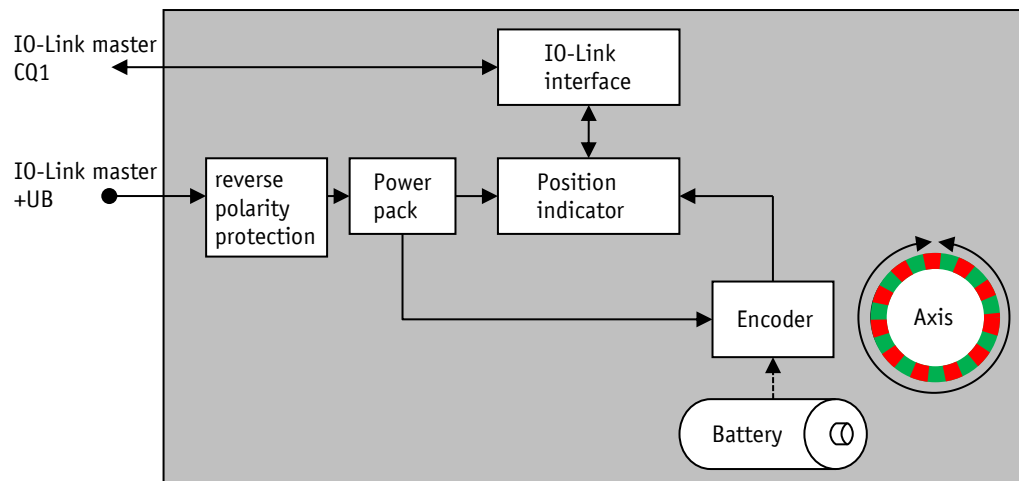 IO-Link master
CQ1
IO-Link
interface
IO-Link master
+UB
reverse
polarity
protection
Power
pack
Position
indicator
Encoder
Axis
Battery